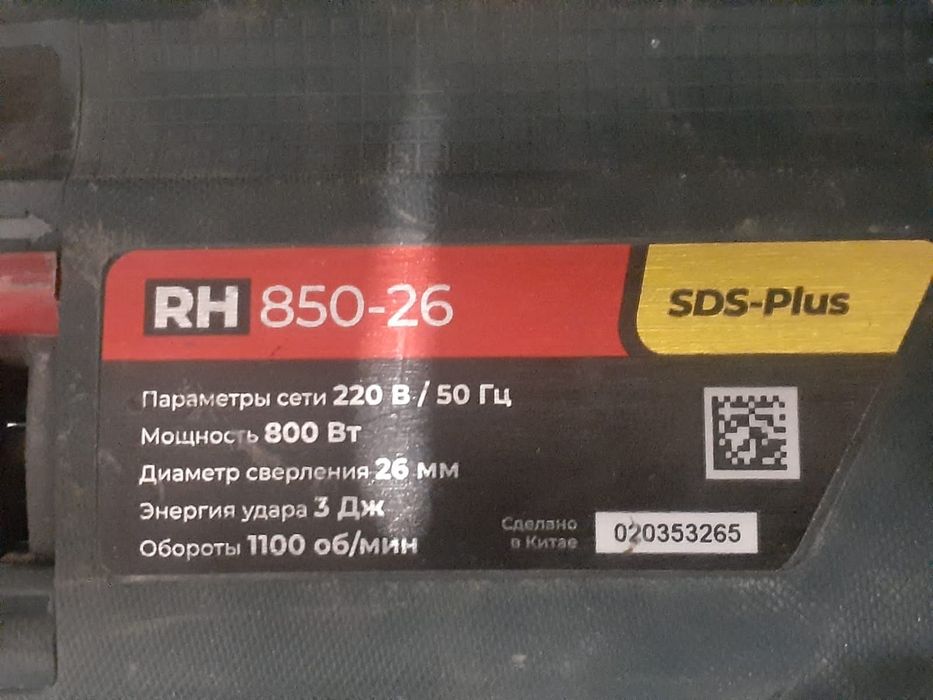 RH 850-26
SDS-Plus
Параметры сети 220 В / 50 Гц
Мощность 800 Вт
Диаметр сверления 26 мм
Энергия удара 3 Дж
Обороты 1100 об/мин
Сделано
в Китае
020353265